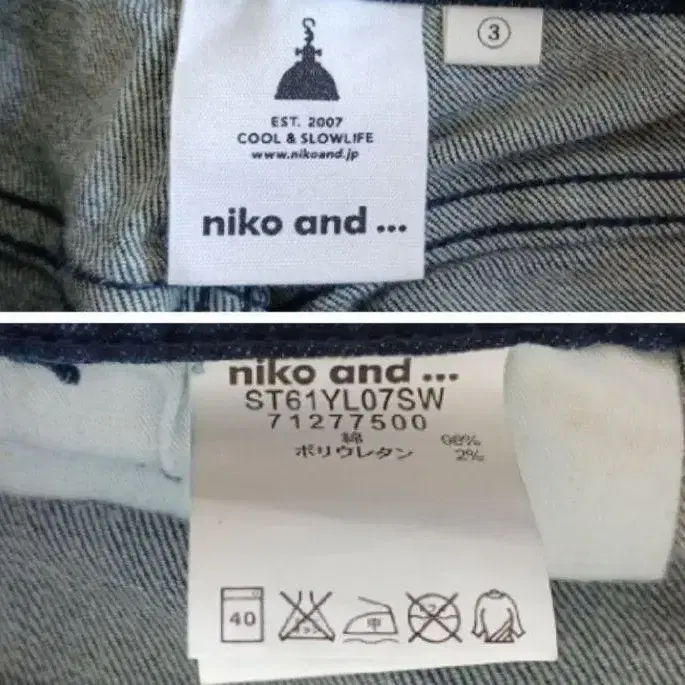 ③
EST. 2007
COOL & SLOWLIFE
www.nikoand.jp
niko and ...
niko and ...
ST61YL07SW
71277500
綿 98%
ポリウレタン 2%
40 中